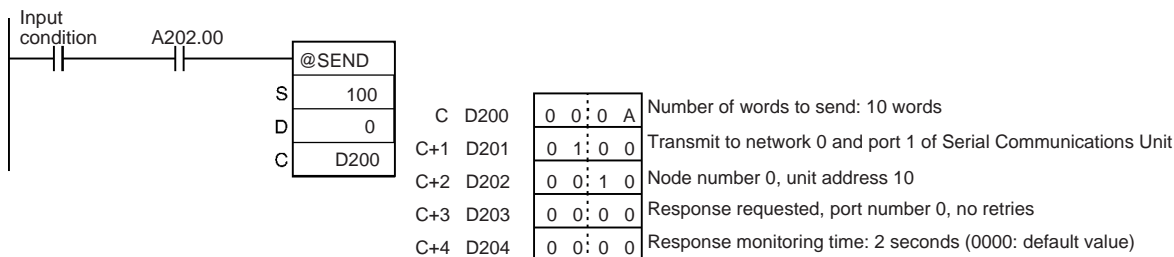 Input
condition
A202.00
@SEND
S 100
D 0
C D200
C D200 0 0 0 A Number of words to send: 10 words
C+1 D201 0 1 0 0 Transmit to network 0 and port 1 of Serial Communications Unit
C+2 D202 0 0 1 0 Node number 0, unit address 10
C+3 D203 0 0 0 0 Response requested, port number 0, no retries
C+4 D204 0 0 0 0 Response monitoring time: 2 seconds (0000: default value)